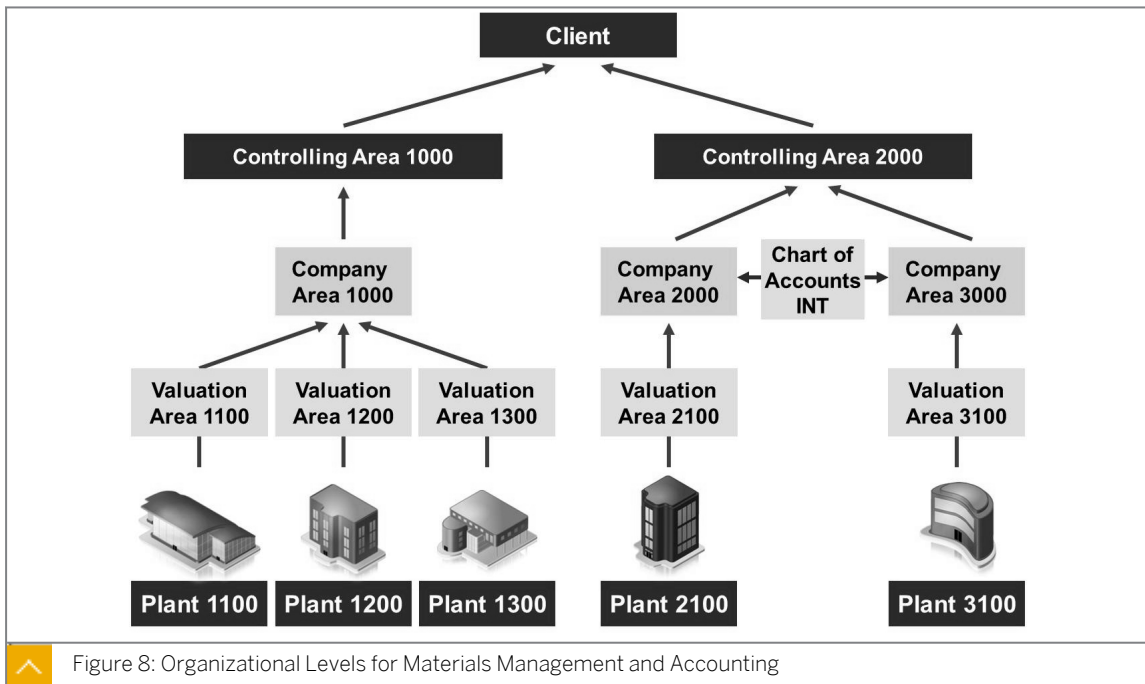 Client
Controlling Area 1000
Controlling Area 2000
Company
Area 1000
Company
Area 2000
Chart of
Accounts
INT
Company
Area 3000
Valuation
Area 1100
Valuation
Area 1200
Valuation
Area 1300
Valuation
Area 2100
Valuation
Area 3100
Plant 1100
Plant 1200
Plant 1300
Plant 2100
Plant 3100
Figure 8: Organizational Levels for Materials Management and Accounting